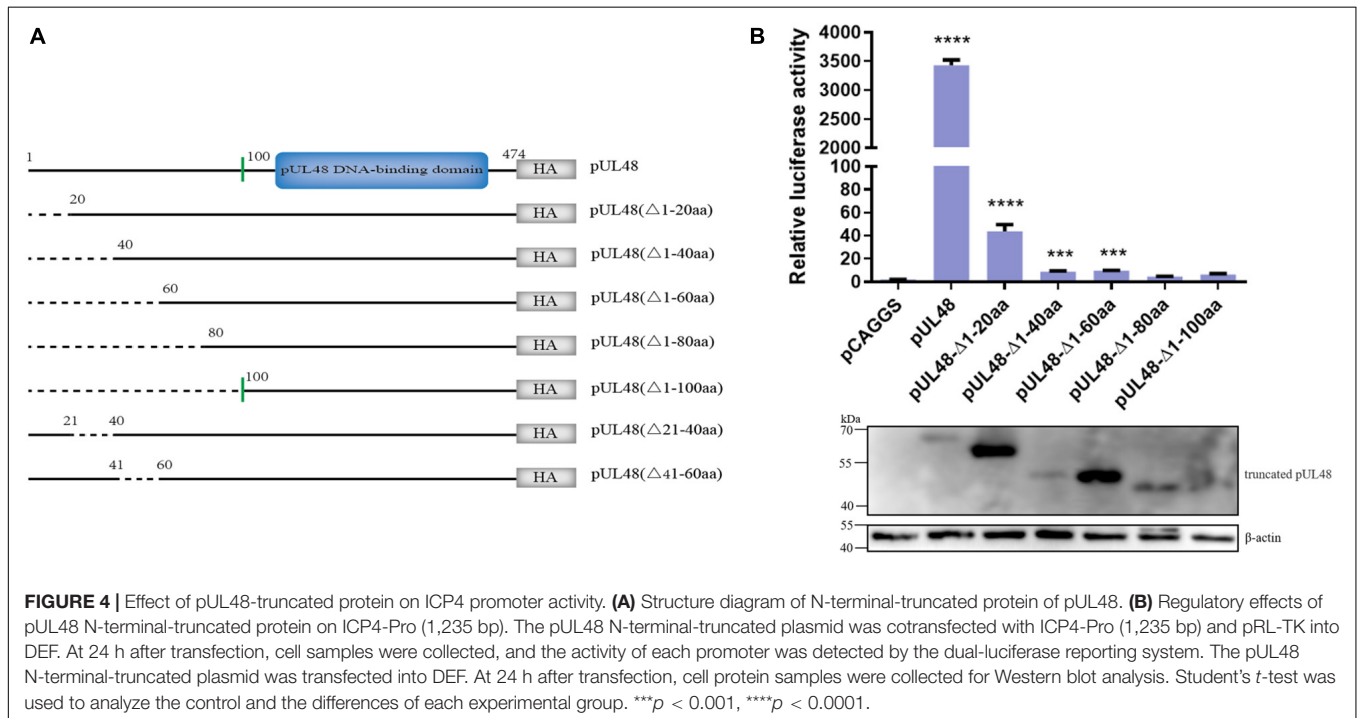 A
1
100
474
pUL48 DNA-binding domain
HA
pUL48
20
HA
pUL48(△1-20aa)
40
HA
pUL48(△1-40aa)
60
HA
pUL48(△1-60aa)
80
HA
pUL48(△1-80aa)
100
HA
pUL48(△1-100aa)
21
40
HA
pUL48(△21-40aa)
41
60
HA
pUL48(△41-60aa)
B
Relative luciferase activity
4000
3500
3000
2500
2000
100
80
60
40
20
0
****
****
***
***
pCAGGS
pUL48
pUL48-Δ1-20aa
pUL48-Δ1-40aa
pUL48-Δ1-60aa
pUL48-Δ1-80aa
pUL48-Δ1-100aa
kDa
70
55
40
truncated pUL48
55
40
β-actin
FIGURE 4 | Effect of pUL48-truncated protein on ICP4 promoter activity. (A) Structure diagram of N-terminal-truncated protein of pUL48. (B) Regulatory effects of
pUL48 N-terminal-truncated protein on ICP4-Pro (1,235 bp). The pUL48 N-terminal-truncated plasmid was cotransfected with ICP4-Pro (1,235 bp) and pRL-TK into
DEF. At 24 h after transfection, cell samples were collected, and the activity of each promoter was detected by the dual-luciferase reporting system. The pUL48
N-terminal-truncated plasmid was transfected into DEF. At 24 h after transfection, cell protein samples were collected for Western blot analysis. Student's t-test was
used to analyze the control and the differences of each experimental group. ***p < 0.001, ****p < 0.0001.